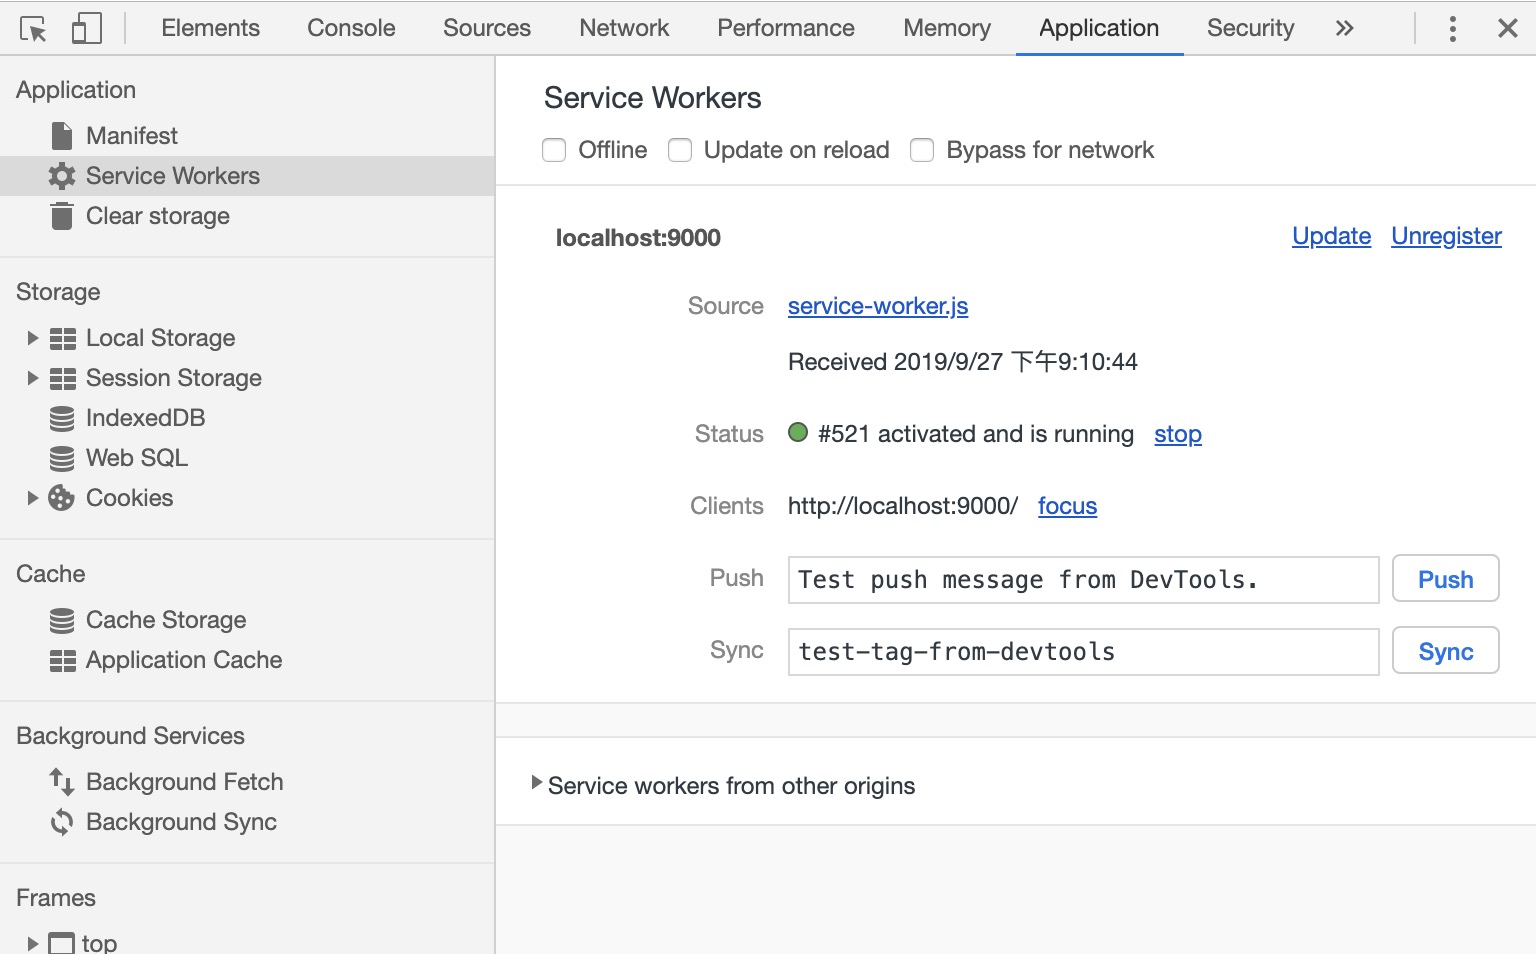 Elements Console Sources Network Performance Memory Application Security »
Application
Manifest
Service Workers
Clear storage
Storage
Local Storage
Session Storage
IndexedDB
Web SQL
Cookies
Cache
Cache Storage
Application Cache
Background Services
Background Fetch
Background Sync
Frames
top
Service Workers
Offline Update on reload Bypass for network
localhost:9000 Update Unregister
Source service-worker.js
Received 2019/9/27 下午9:10:44
Status #521 activated and is running stop
Clients http://localhost:9000/ focus
Push Test push message from DevTools. Push
Sync test-tag-from-devtools Sync
Service workers from other origins